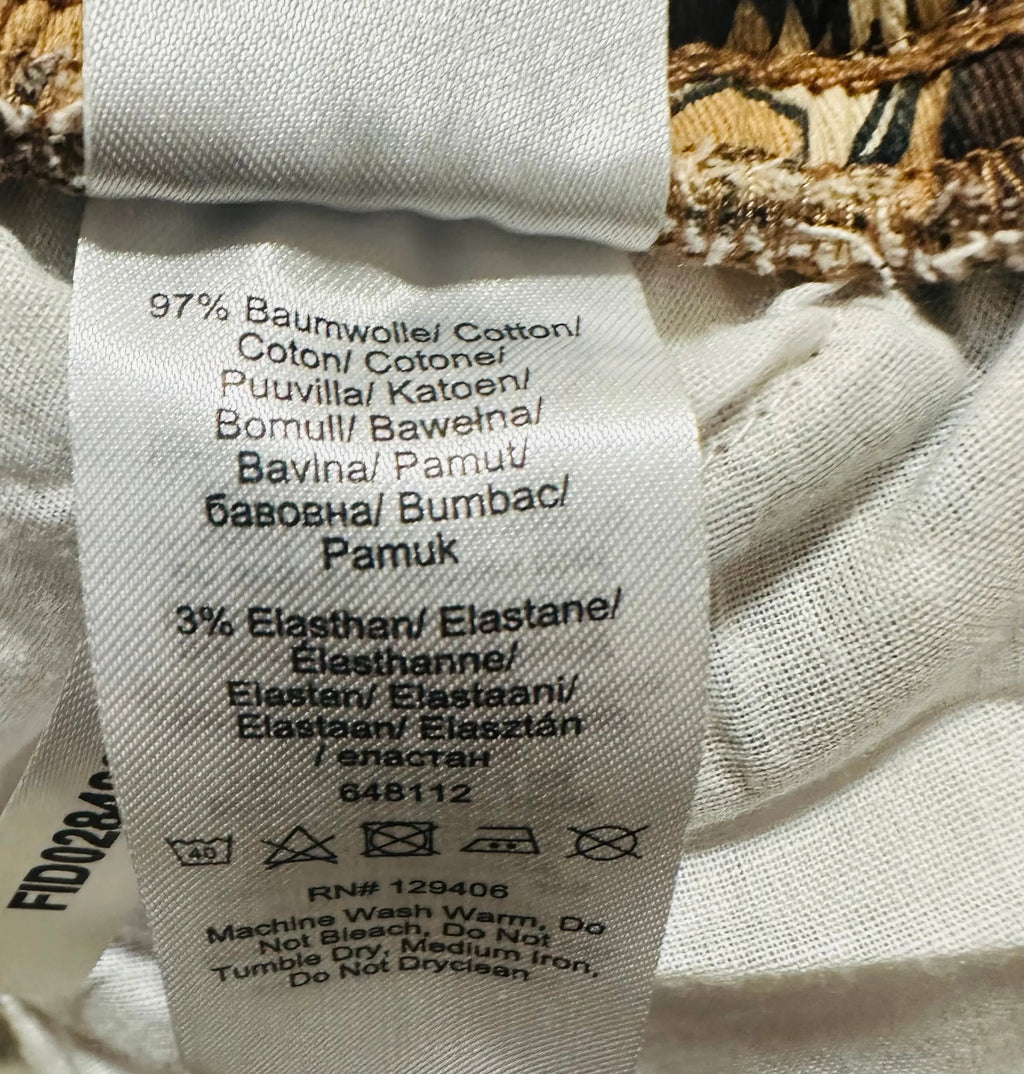 97% Baumwolle/ Cotton/
Coton/ Cotone/
Puuvilla/ Katoen/
Bomull/ Bawełna/
Bavlna/ Pamut/
бавовна/ Bumbac/
Pamuk
3% Elasthan/ Elastane/
Élasthanne/
Elastan/ Elastaani/
Elastaan/ Elasztán
/ еластан
648112
40
RN# 129406
Machine Wash Warm, Do
Not Bleach, Do Not
Tumble Dry, Medium Iron,
Do Not Dryclean